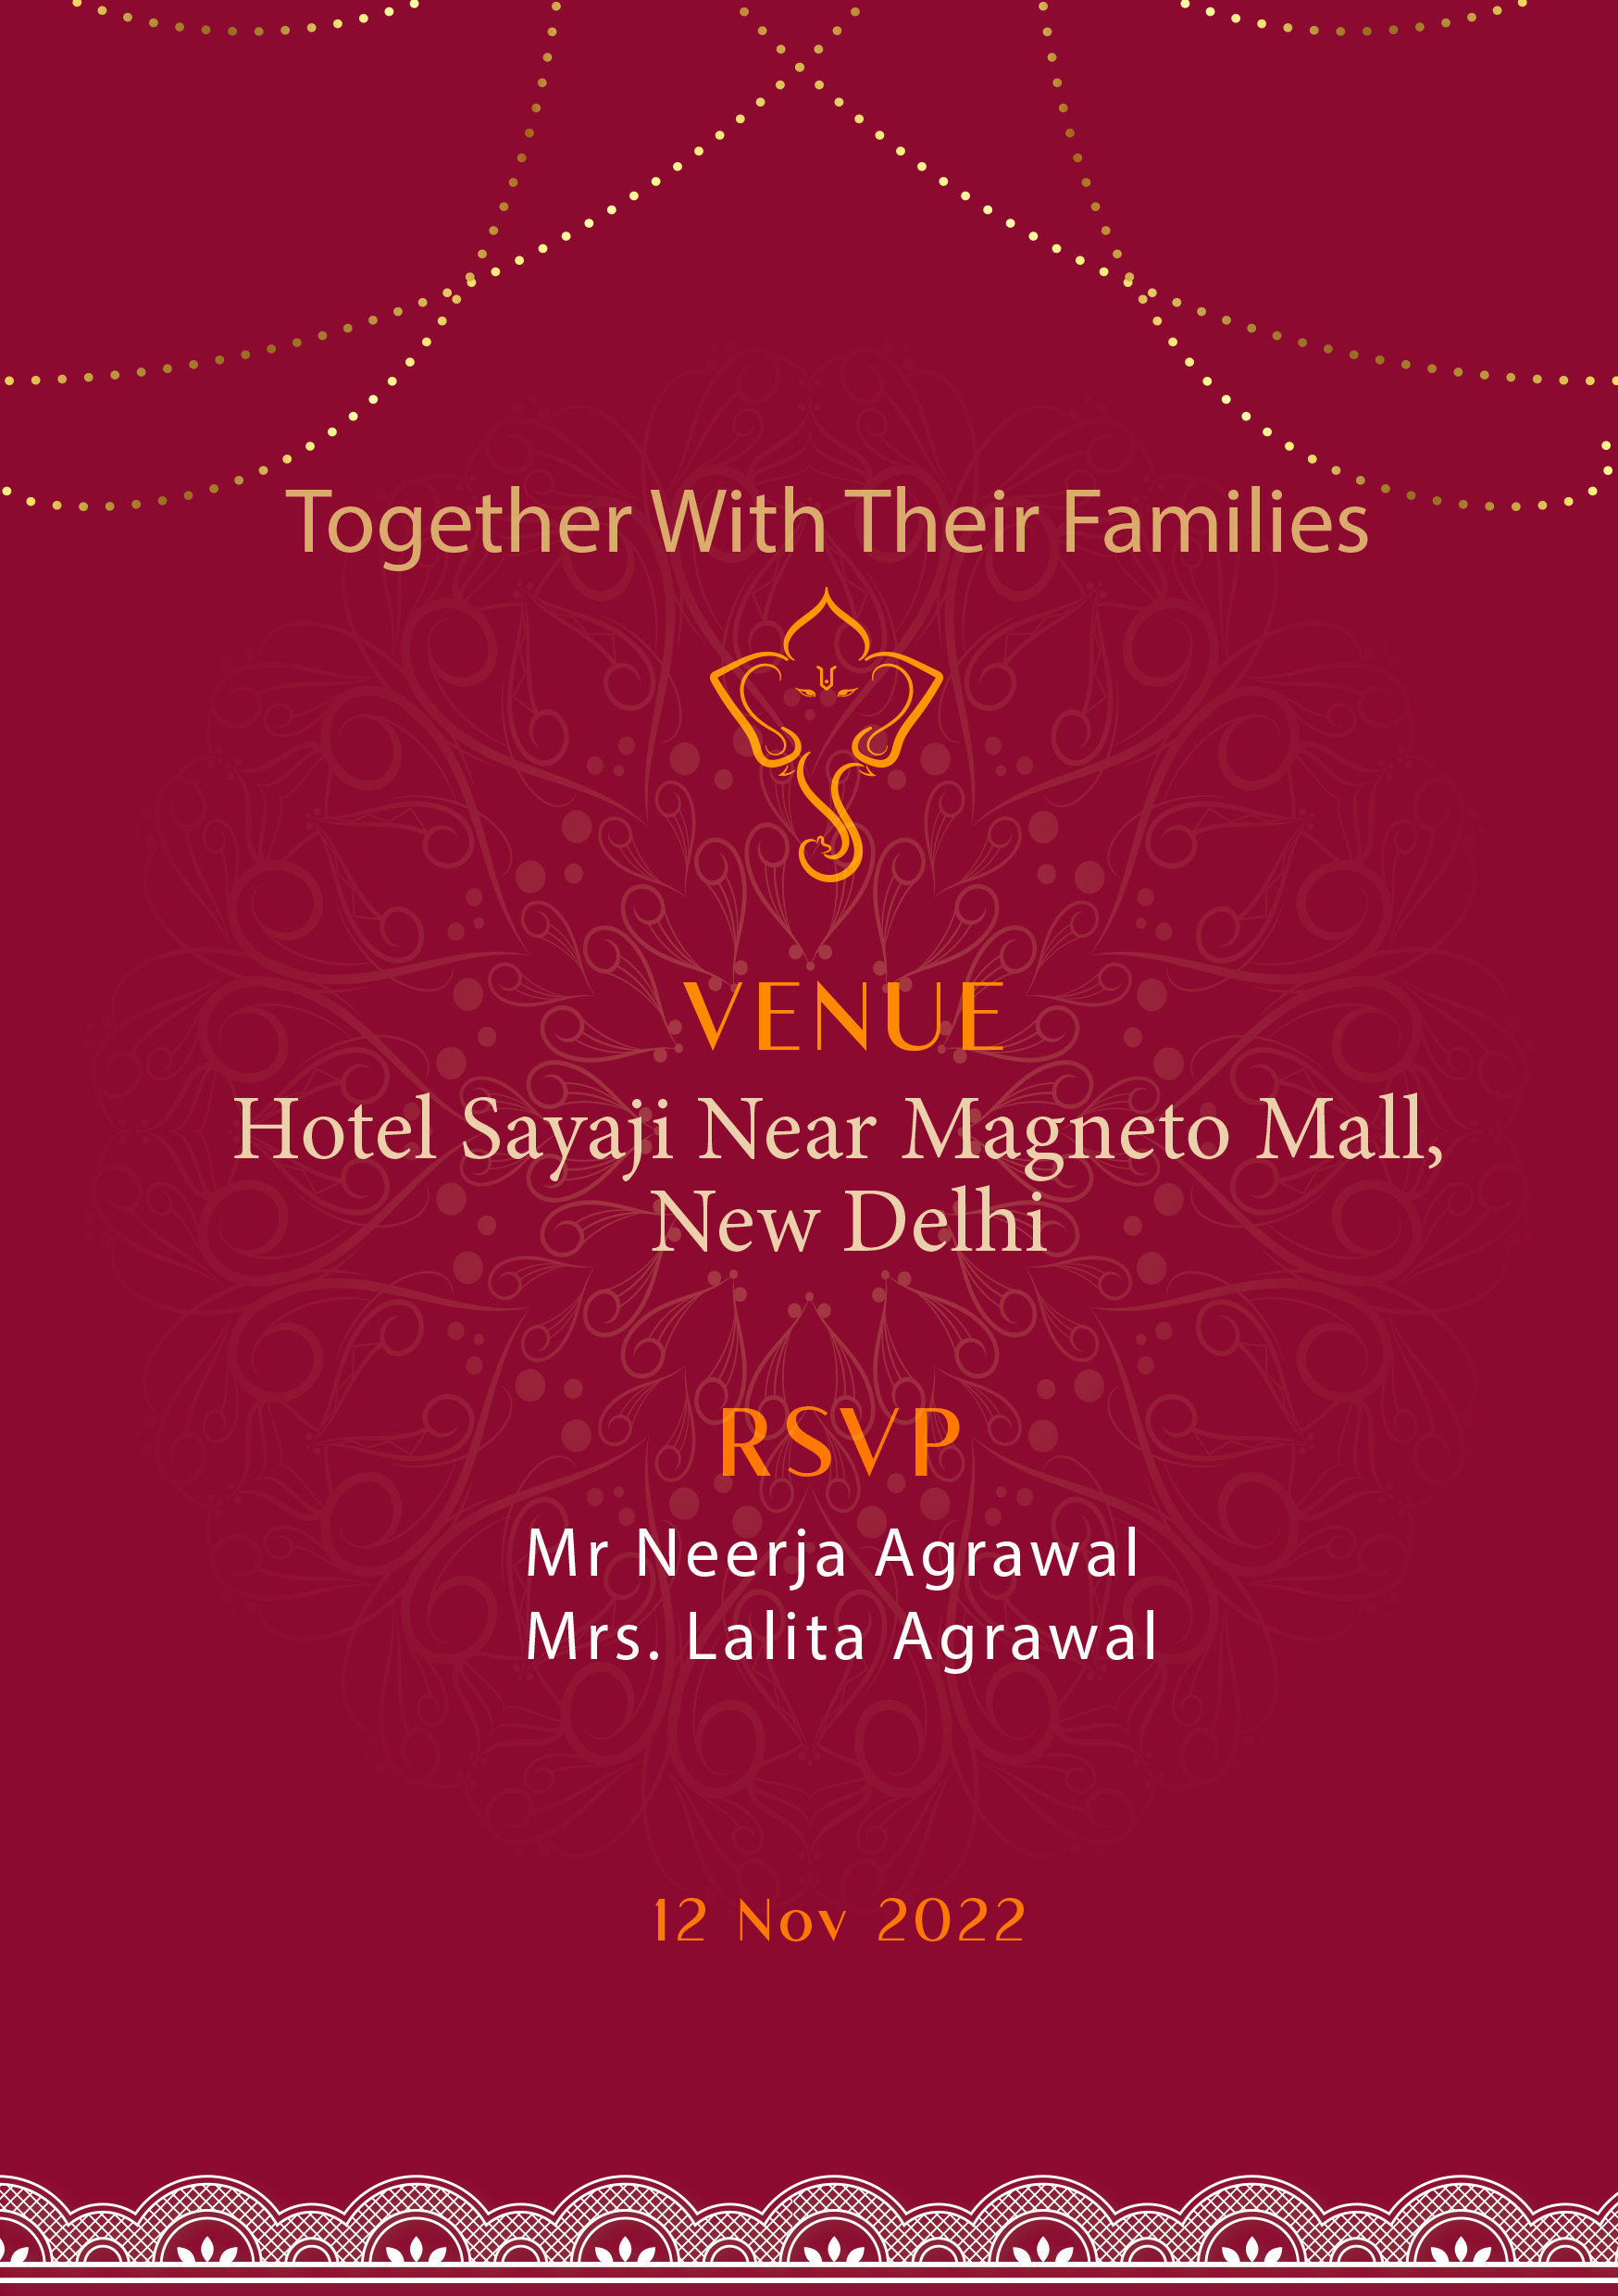 Together With Their Families
VENUE
Hotel Sayaji Near Magneto Mall,
New Delhi
RSVP
Mr Neerja Agrawal
Mrs. Lalita Agrawal
12 Nov 2022